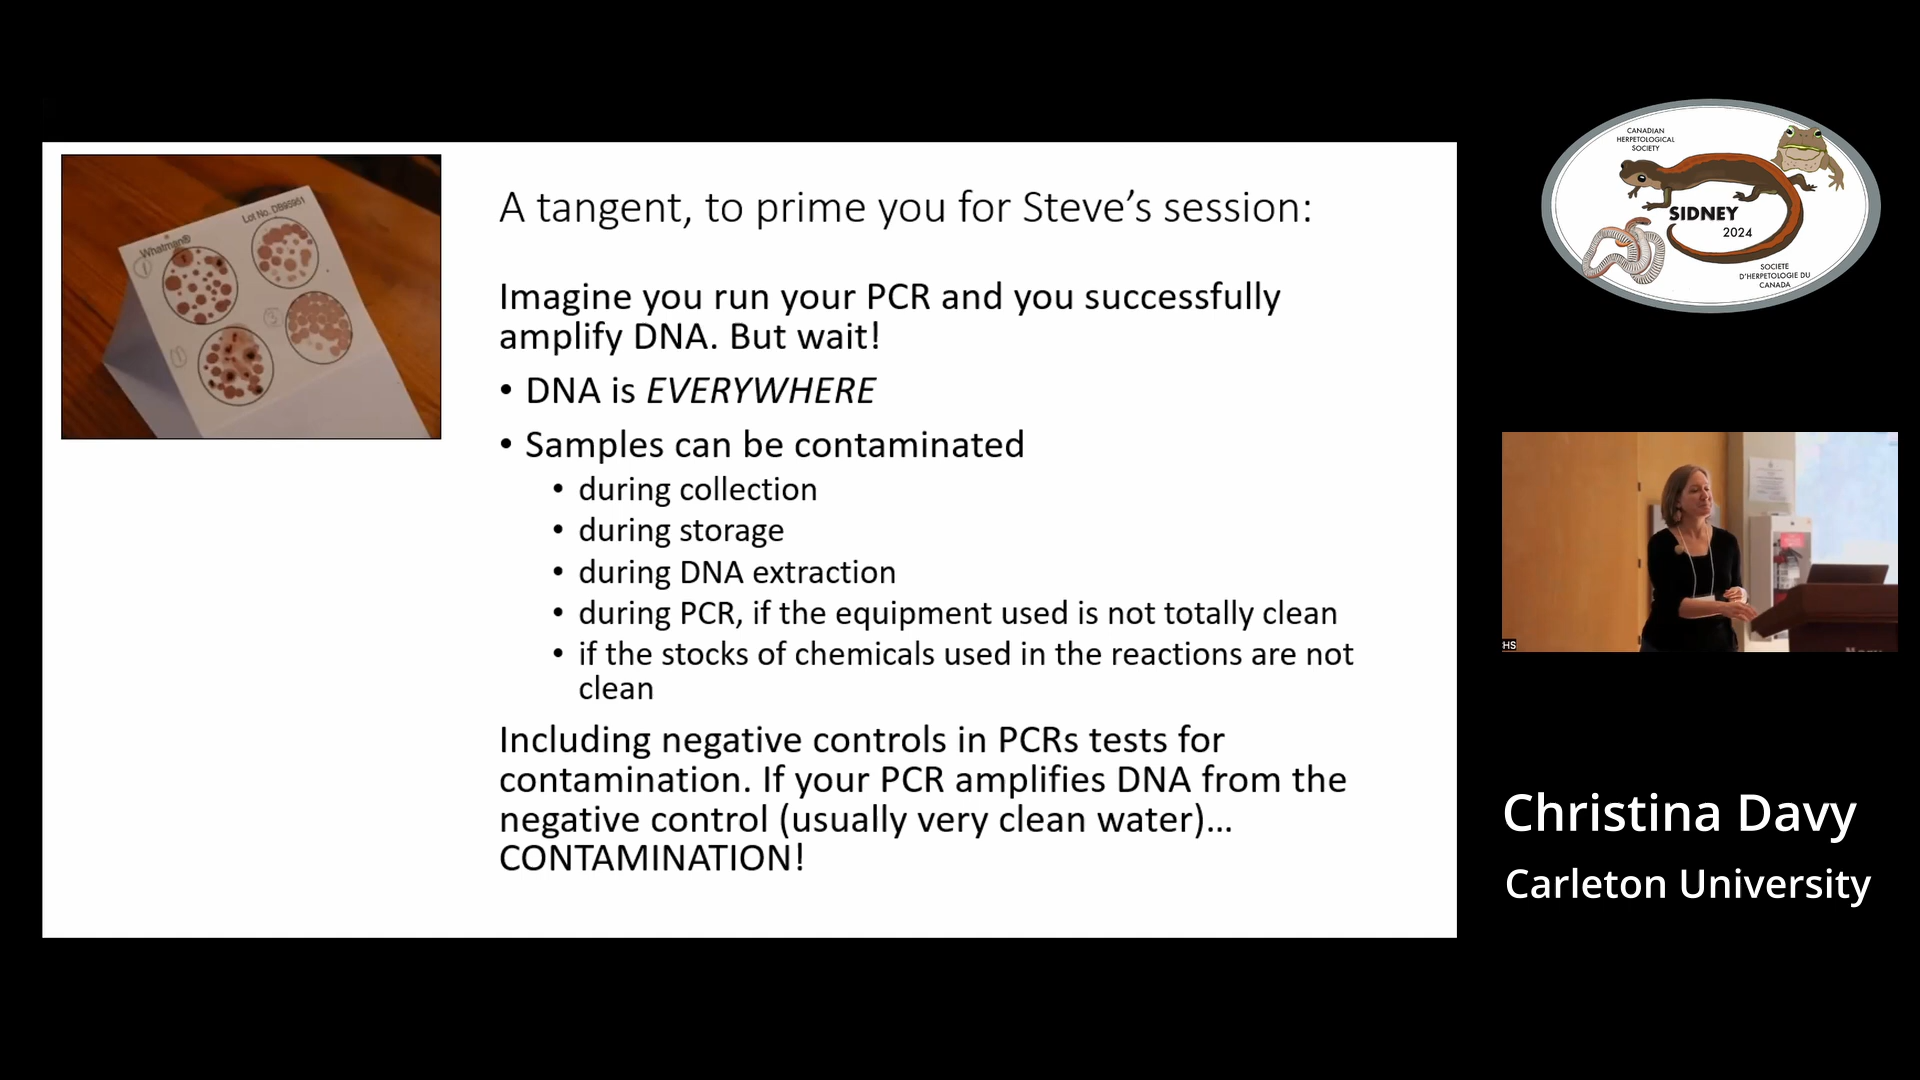 Whatman®
Lot No. DB95951
A tangent, to prime you for Steve's session:
Imagine you run your PCR and you successfully
amplify DNA. But wait!
• DNA is EVERYWHERE
• Samples can be contaminated
• during collection
• during storage
• during DNA extraction
• during PCR, if the equipment used is not totally clean
• if the stocks of chemicals used in the reactions are not
clean
Including negative controls in PCRs tests for
contamination. If your PCR amplifies DNA from the
negative control (usually very clean water)...
CONTAMINATION!
CANADIAN
HERPETOLOGICAL
SOCIETY
SIDNEY
2024
SOCIETE
D'HERPETOLOGIE DU
CANADA
Christina Davy
Carleton University